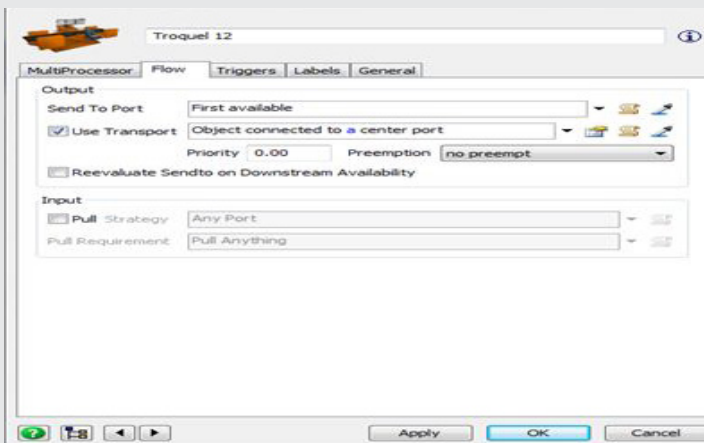 Troquel 12
MultiProcessor Flow Triggers Labels General
Output
Send To Port First available
Use Transport Object connected to a center port
Priority 0.00 Preemption no preempt
Reevaluate Sendto on Downstream Availability
Input
Pull Strategy Any Port
Pull Requirement Pull Anything
Apply OK Cancel